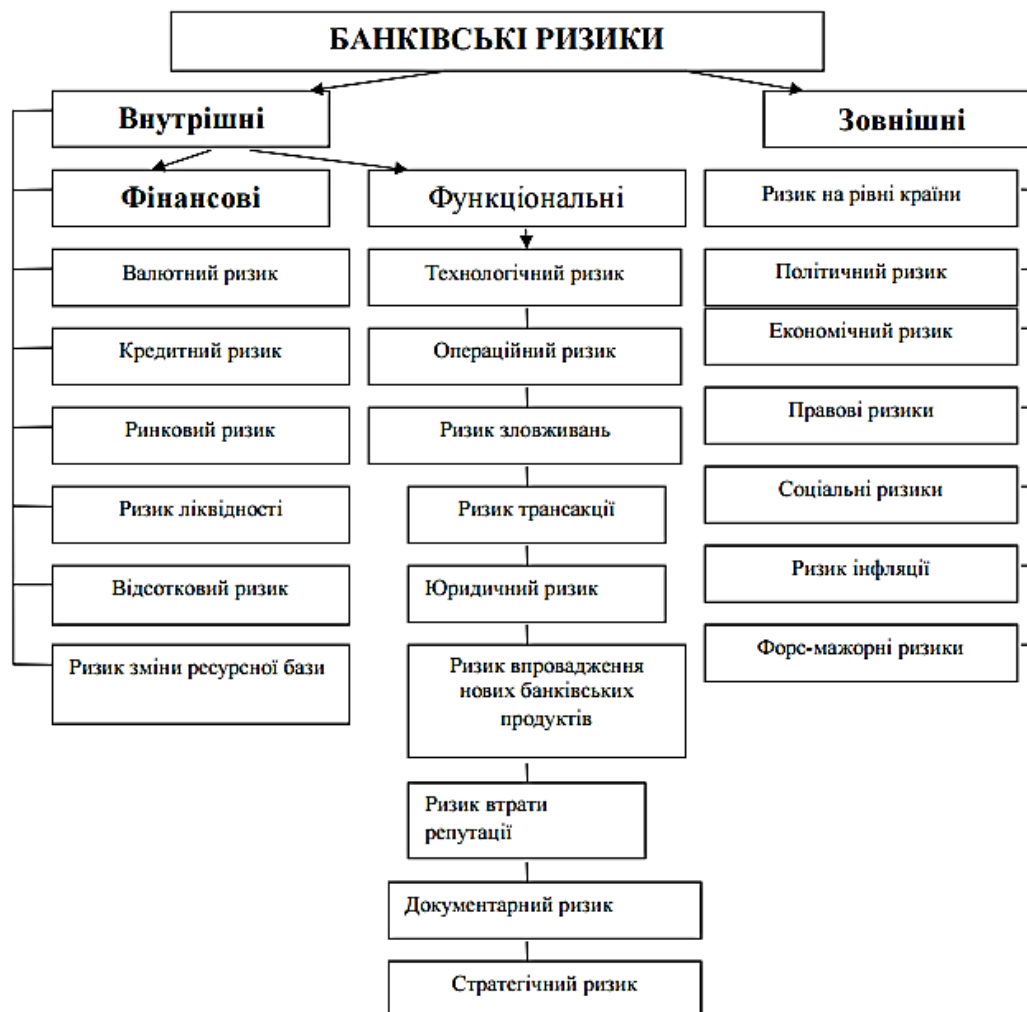 БАНКІВСЬКІ РИЗИКИ
Внутрішні
Зовнішні
Фінансові
Функціональні
Ризик на рівні країни
Валютний ризик
Технологічний ризик
Політичний ризик
Кредитний ризик
Операційний ризик
Економічний ризик
Ринковий ризик
Ризик зловживань
Правові ризики
Ризик ліквідності
Ризик трансакції
Соціальні ризики
Відсотковий ризик
Юридичний ризик
Ризик інфляції
Ризик зміни ресурсної бази
Ризик впровадження
нових банківських
продуктів
Форс-мажорні ризики
Ризик втрати
репутації
Документарний ризик
Стратегічний ризик